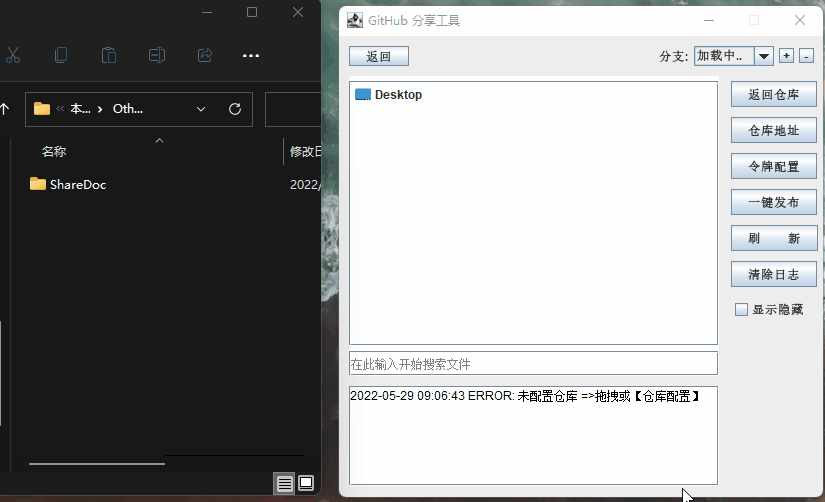 本... Oth...
名称 修改日
ShareDoc 2022/
GitHub 分享工具
返回 分支: 加载中.. + -
Desktop
返回仓库
仓库地址
令牌配置
一键发布
刷 新
清除日志
显示隐藏
在此输入开始搜索文件
2022-05-29 09:06:43 ERROR: 未配置仓库 =>拖拽或【仓库配置】